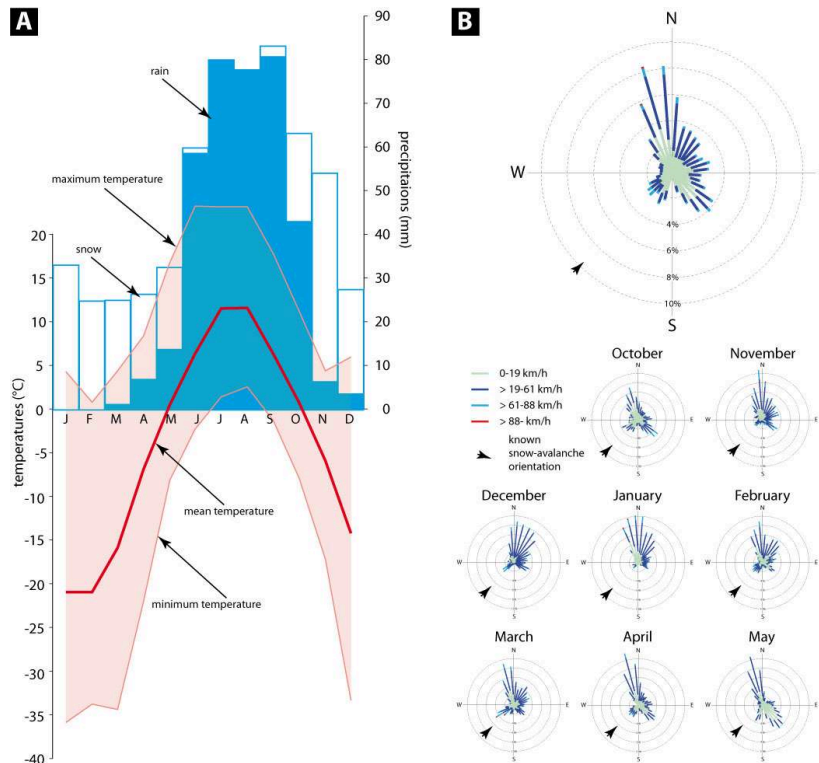 A
90
80
70
60
50
40
30
20
10
0
precipitaions (mm)
rain
maximum temperature
snow
20
15
10
5
0
-5
-10
-15
-20
-25
-30
-35
-40
temperatures (°C)
J F M A M J J A S O N D
mean temperature
minimum temperature
B
N
W
4%
6%
8%
10%
S
0-19 km/h
> 19-61 km/h
> 61-88 km/h
> 88- km/h
known
snow-avalanche
orientation
October
N
W E
S
November
N
W E
S
December
N
W E
S
January
N
W E
S
February
N
W E
S
March
N
W E
S
April
N
W E
S
May
N
W E
S